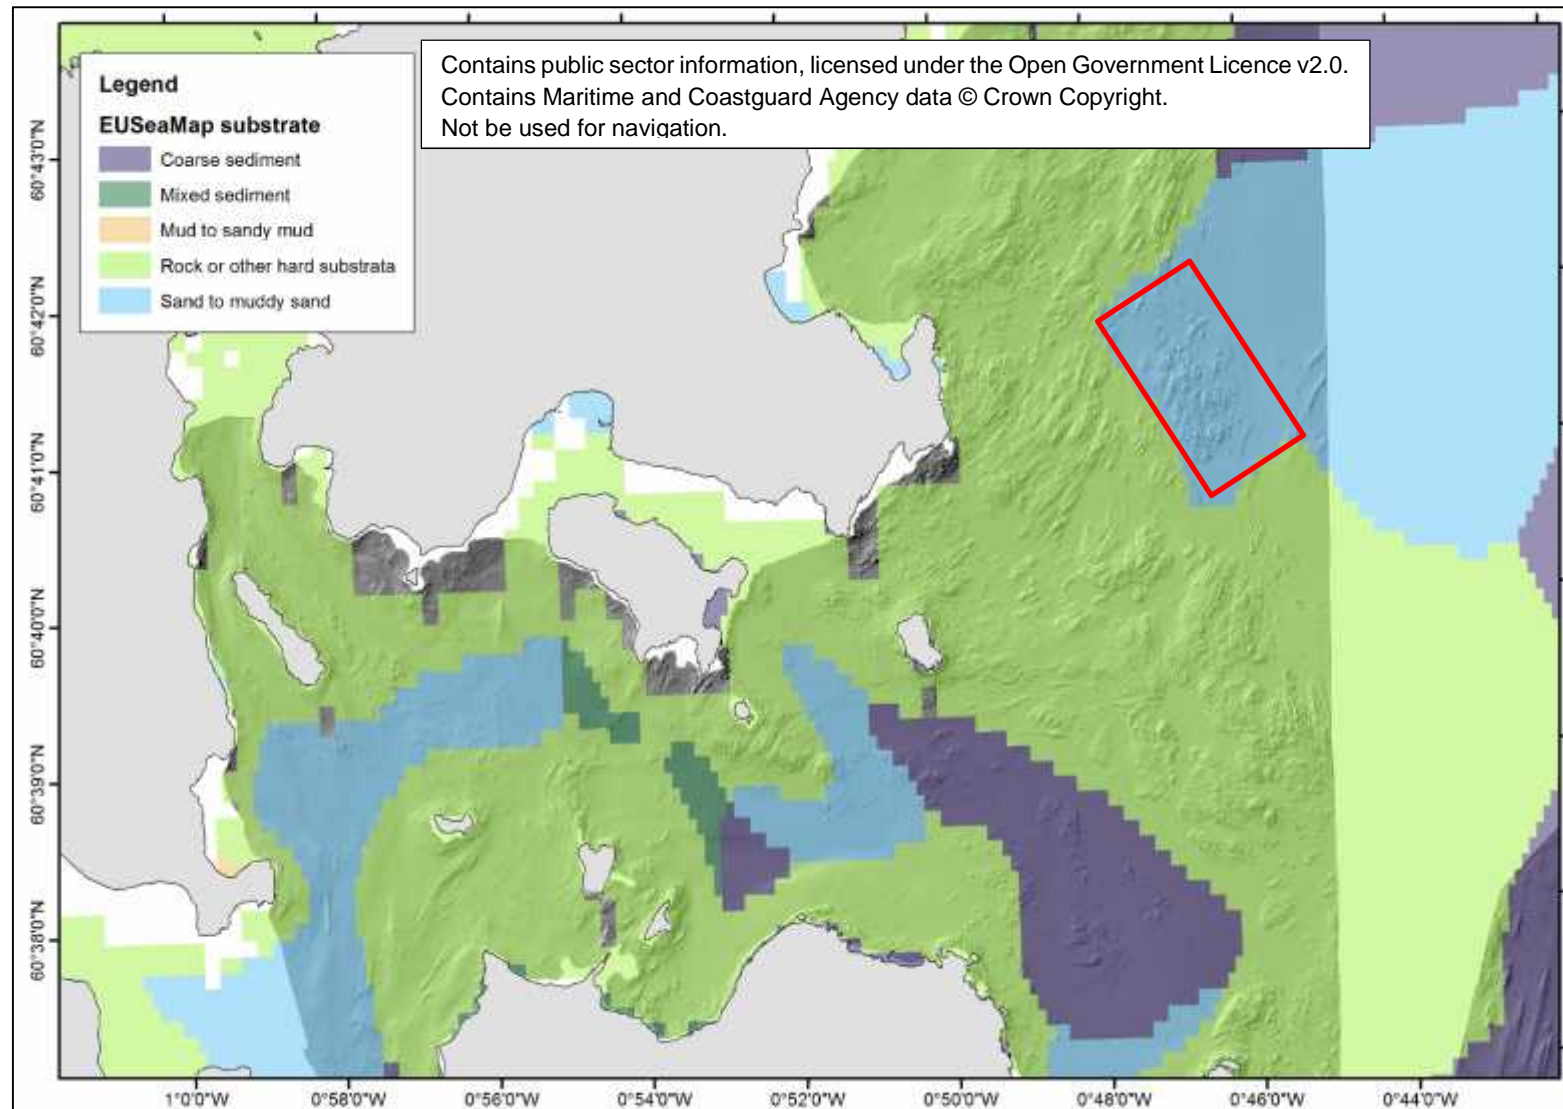 Legend
EUSeaMap substrate
Coarse sediment
Mixed sediment
Mud to sandy mud
Rock or other hard substrata
Sand to muddy sand
Contains public sector information, licensed under the Open Government Licence v2.0.
Contains Maritime and Coastguard Agency data © Crown Copyright.
Not be used for navigation.
60°43'0"N
60°42'0"N
60°41'0"N
60°40'0"N
60°39'0"N
60°38'0"N
1°0'0"W
0°58'0"W
0°56'0"W
0°54'0"W
0°52'0"W
0°50'0"W
0°48'0"W
0°46'0"W
0°44'0"W